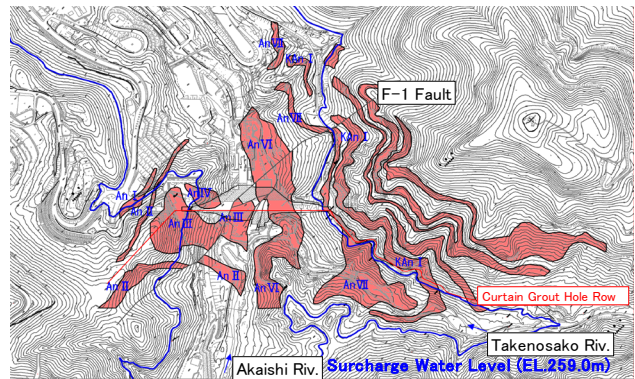 An Ⅶ
KAn Ⅰ
F-1 Fault
An Ⅶ
KAn Ⅰ
An Ⅵ
An Ⅰ
An Ⅳ
An Ⅱ
An Ⅲ
An Ⅲ
KAn Ⅰ
An Ⅱ
An Ⅱ
An Ⅵ
An Ⅶ
Curtain Grout Hole Row
Takenosako Riv.
Akaishi Riv.
Surcharge Water Level (EL.259.0m)